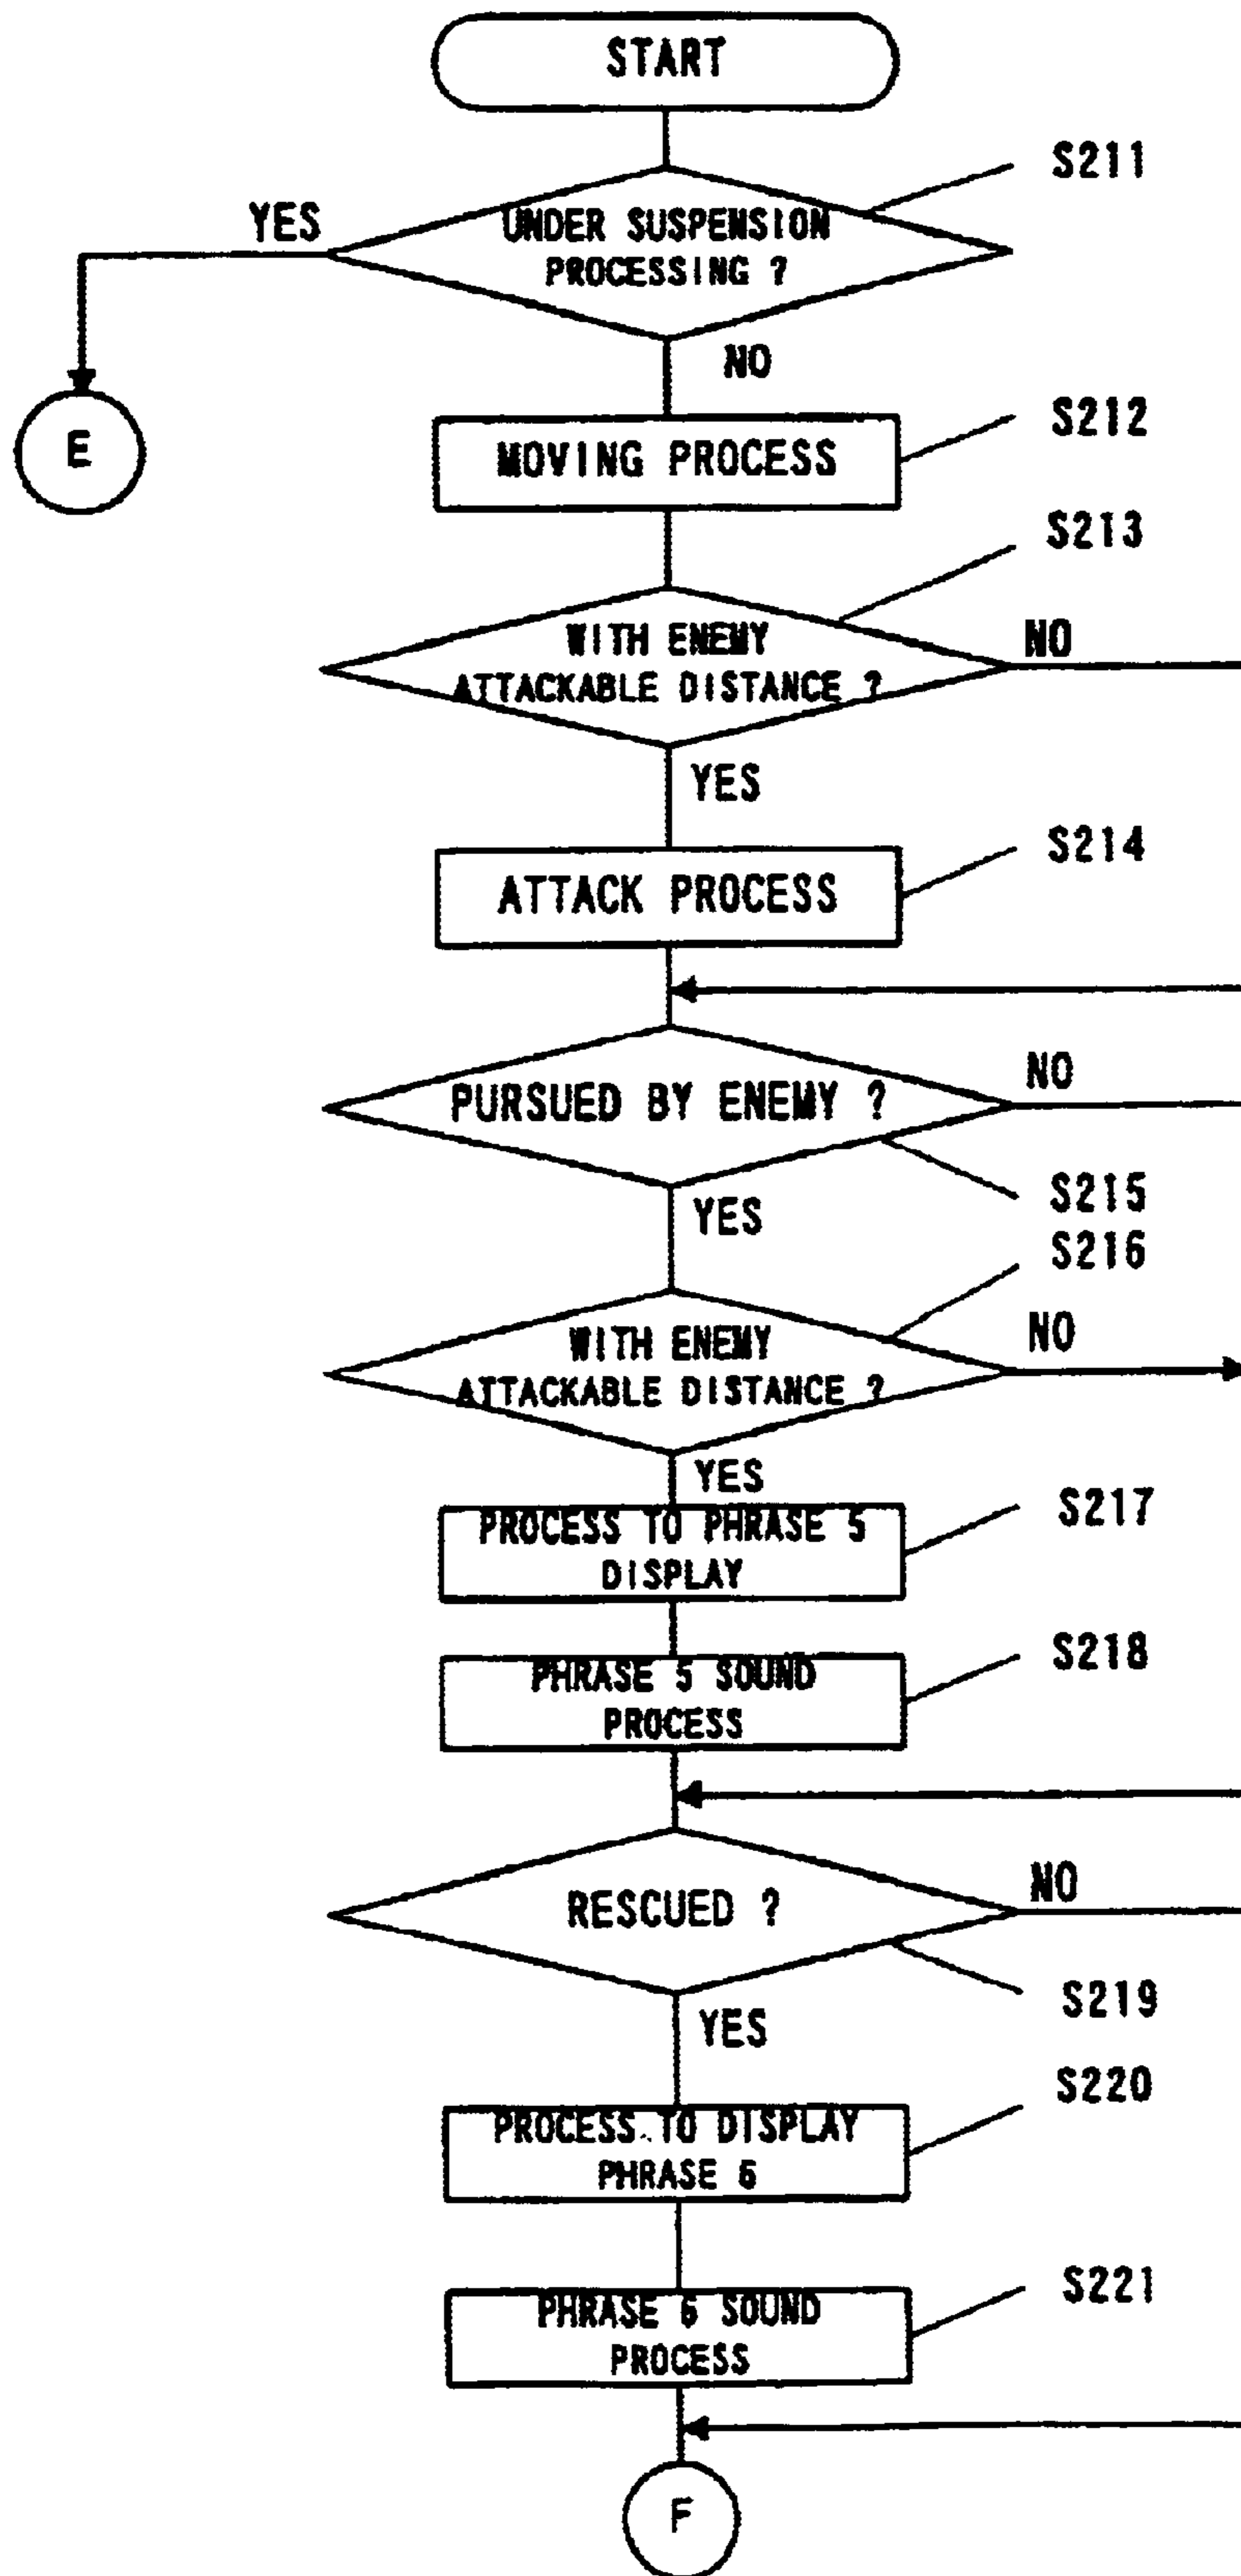 START
S211
YES
UNDER SUSPENSION
PROCESSING ?
NO
E
MOVING PROCESS
S212
S213
WITH ENEMY
ATTACKABLE DISTANCE ?
NO
YES
S214
ATTACK PROCESS
PURSUED BY ENEMY ?
NO
S215
YES
S216
WITH ENEMY
ATTACKABLE DISTANCE ?
NO
YES
S217
PROCESS TO PHRASE 5
DISPLAY
S218
PHRASE 5 SOUND
PROCESS
RESCUED ?
NO
S219
YES
S220
PROCESS TO DISPLAY
PHRASE 6
S221
PHRASE 6 SOUND
PROCESS
F